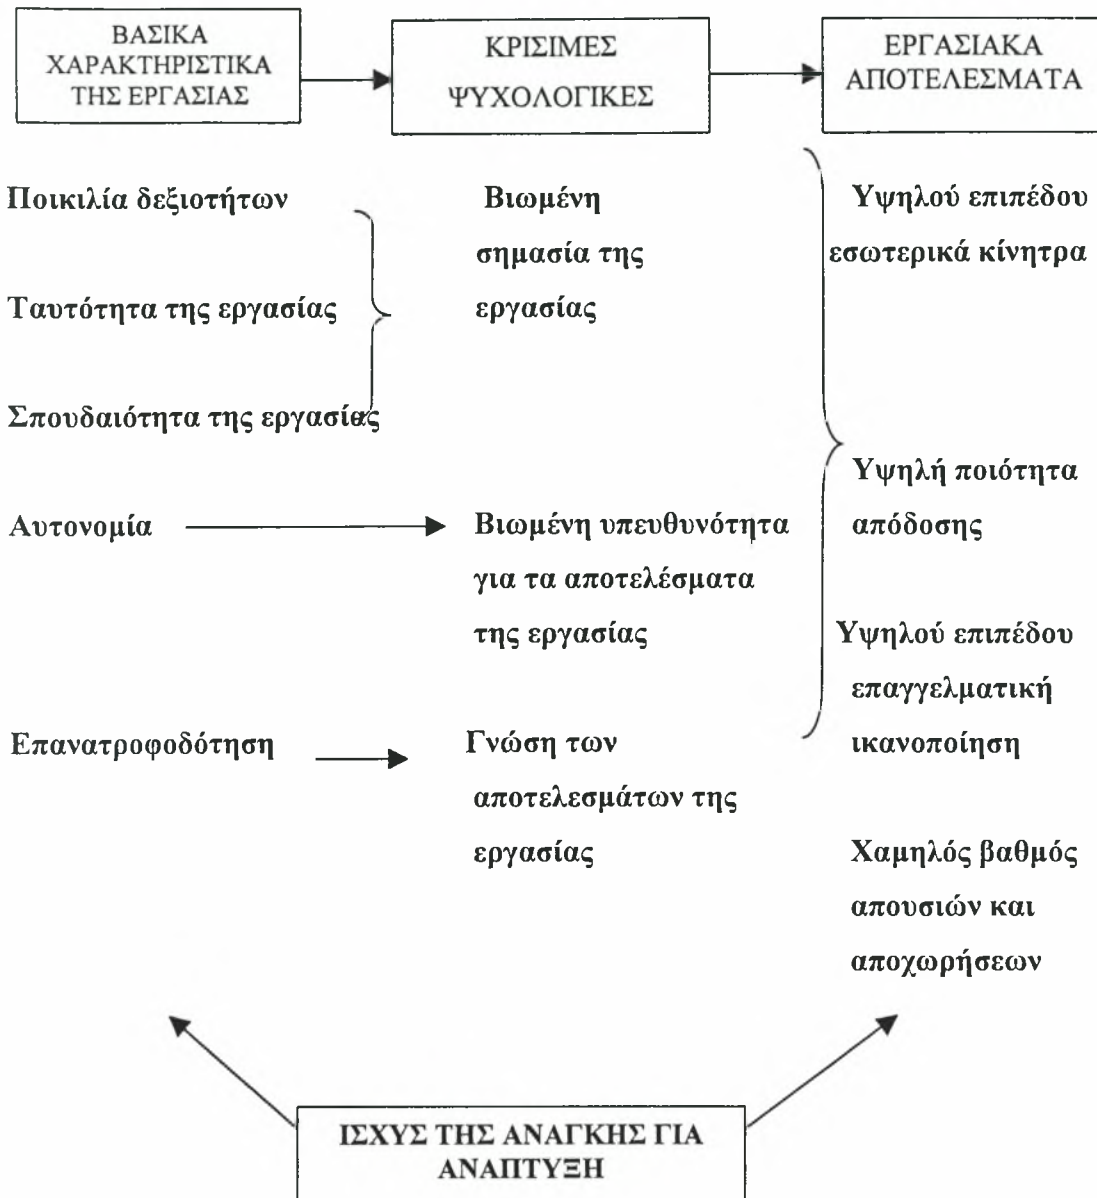 ΒΑΣΙΚΑ
ΧΑΡΑΚΤΗΡΙΣΤΙΚΑ
ΤΗΣ ΕΡΓΑΣΙΑΣ
ΚΡΙΣΙΜΕΣ
ΨΥΧΟΛΟΓΙΚΕΣ
ΕΡΓΑΣΙΑΚΑ
ΑΠΟΤΕΛΕΣΜΑΤΑ
Ποικιλία δεξιοτήτων
Ταυτότητα της εργασίας
Σπουδαιότητα της εργασίας
Αυτονομία
Επανατροφοδότηση
Βιωμένη
σημασία της
εργασίας
Βιωμένη υπευθυνότητα
για τα αποτελέσματα
της εργασίας
Γνώση των
αποτελεσμάτων της
εργασίας
Υψηλού επιπέδου
εσωτερικά κίνητρα
Υψηλή ποιότητα
απόδοσης
Υψηλού επιπέδου
επαγγελματική
ικανοποίηση
Χαμηλός βαθμός
απουσιών και
αποχωρήσεων
ΙΣΧΥΣ ΤΗΣ ΑΝΑΓΚΗΣ ΓΙΑ
ΑΝΑΠΤΥΞΗ